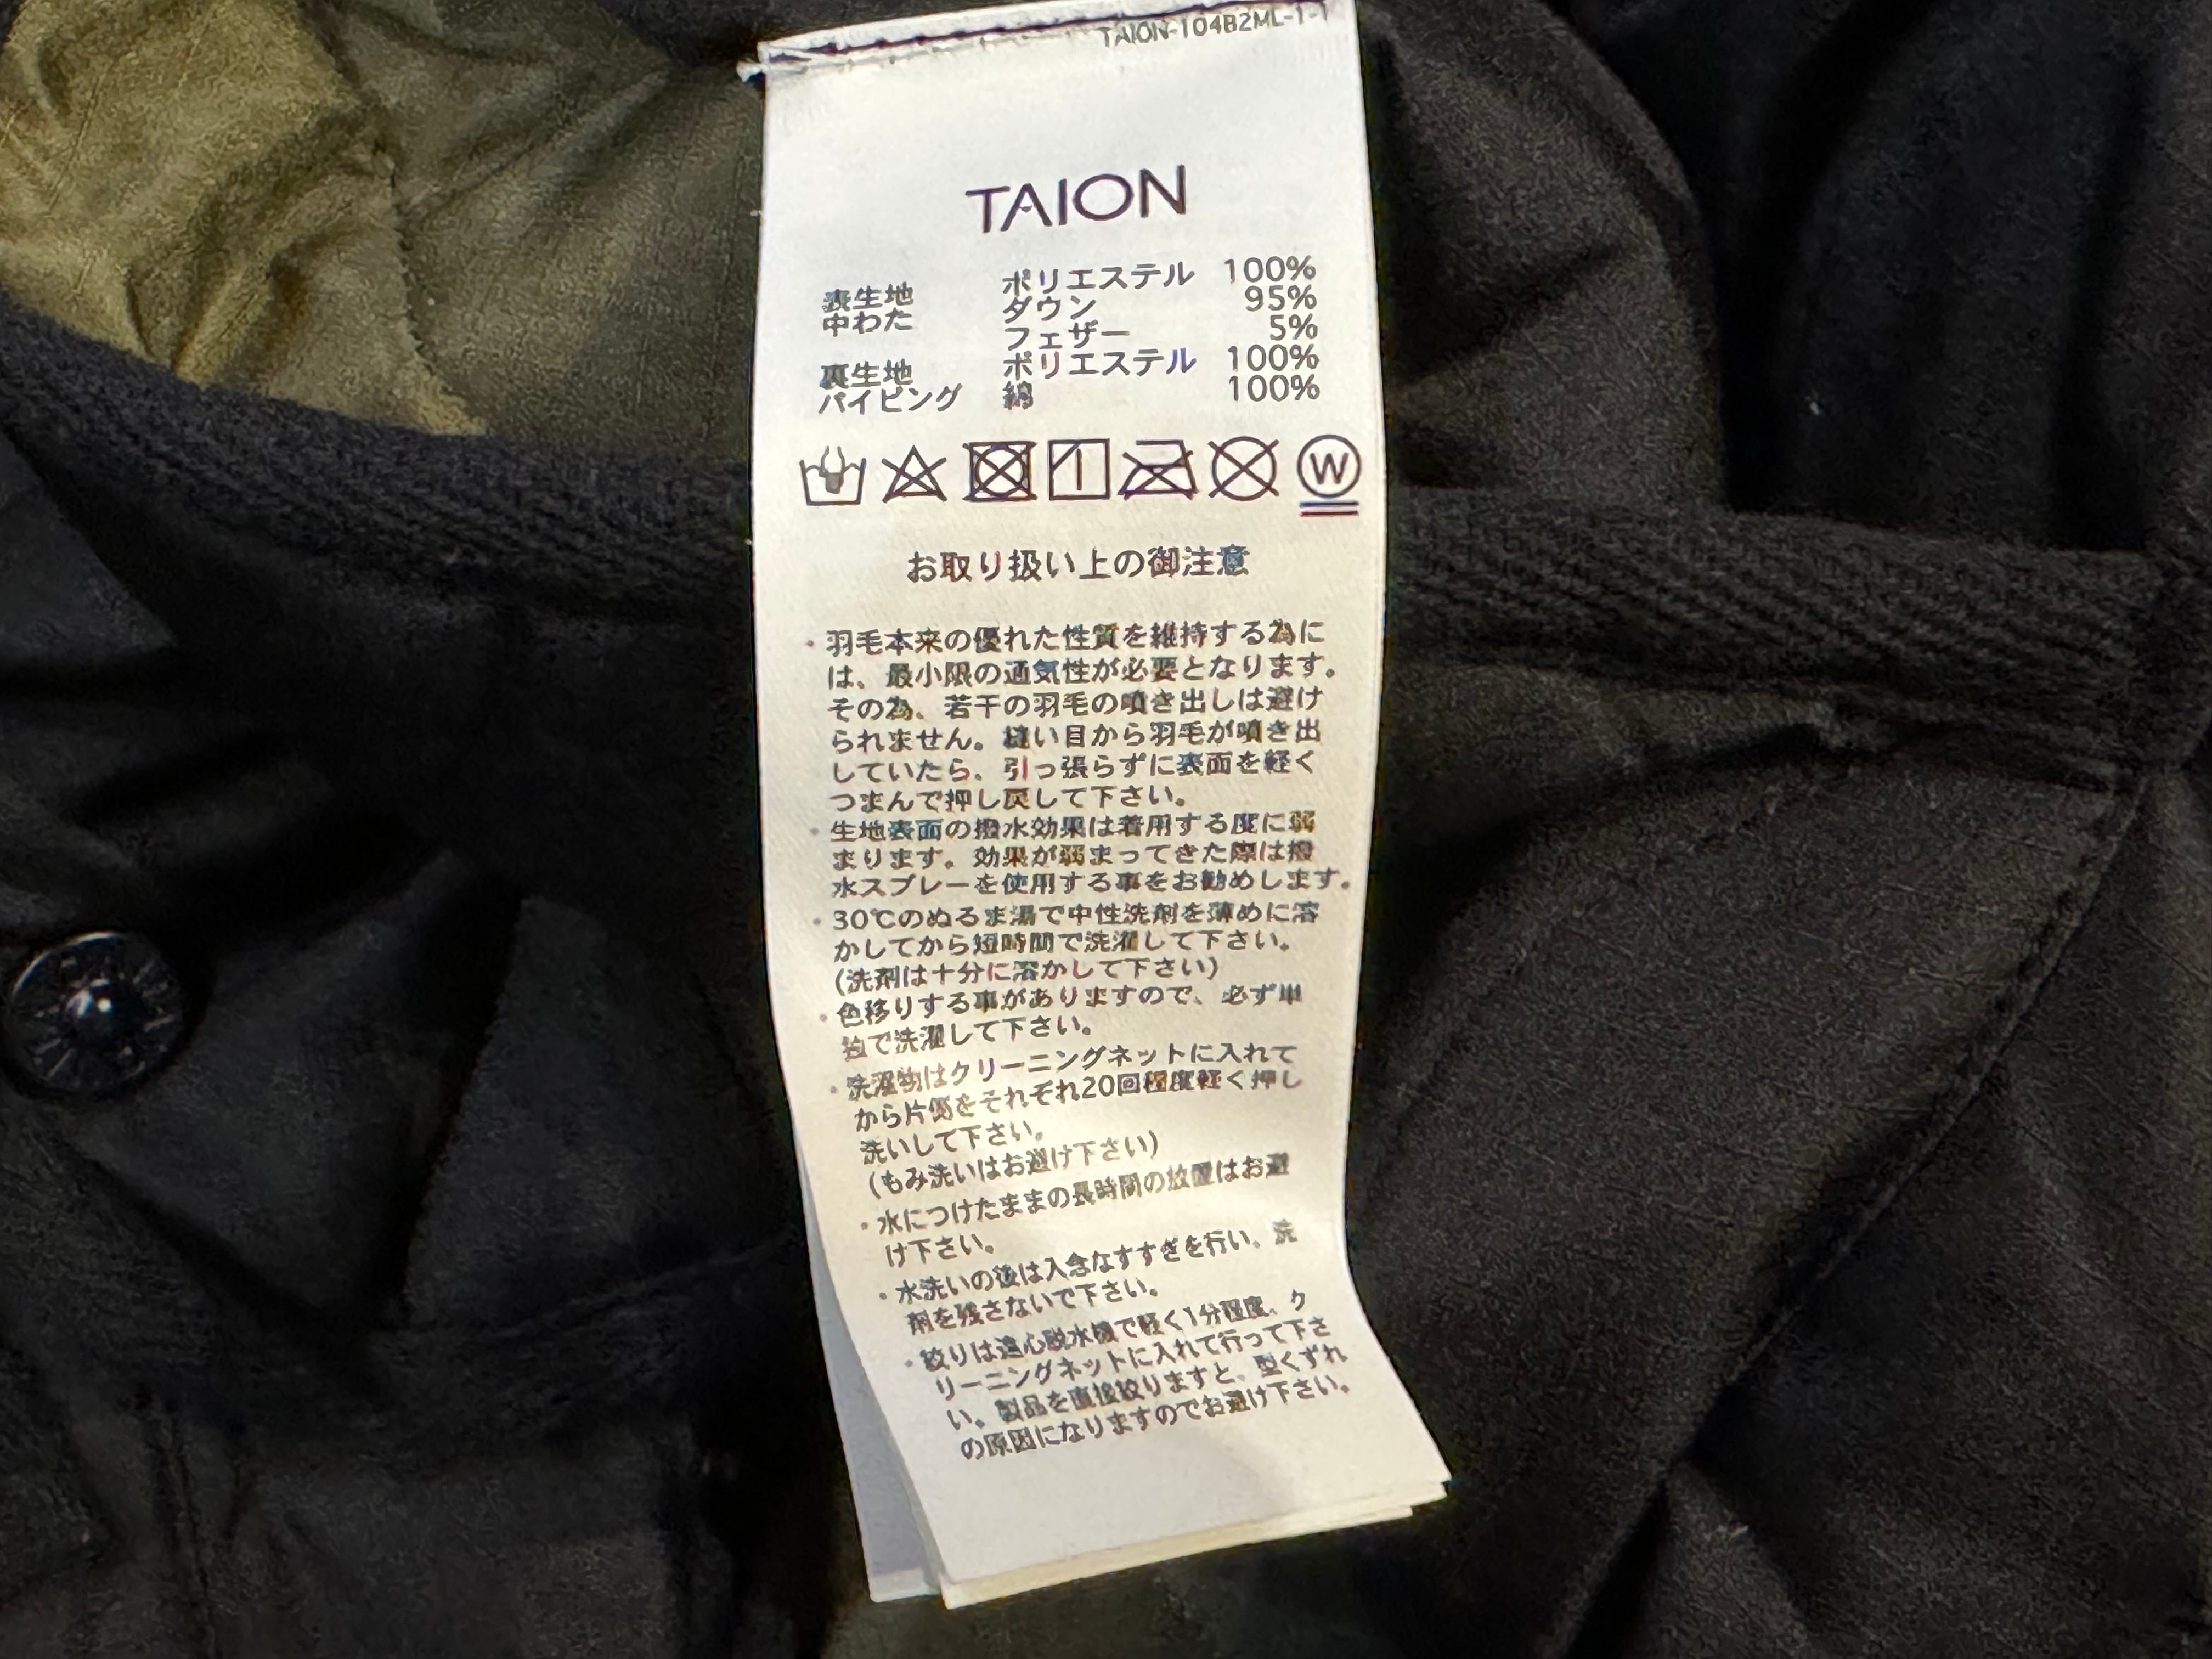 TAION-104B2ML-1-1
TAION
表生地 ポリエステル 100%
中わた ダウン 95%
フェザー 5%
裏生地 ポリエステル 100%
パイピング 綿 100%
W
お取り扱い上の御注意
・羽毛本来の優れた性質を維持する為に
は、最小限の通気性が必要となります。
その為、若干の羽毛の噴き出しは避け
られません。縫い目から羽毛が噴き出
していたら、引っ張らずに表面を軽く
つまんで押し戻して下さい。
・生地表面の撥水効果は着用する度に弱
まります。効果が弱まってきた際は撥
水スプレーを使用する事をお勧めします。
・30℃のぬるま湯で中性洗剤を薄めに溶
かしてから短時間で洗濯して下さい。
(洗剤は十分に溶かして下さい)
・色移りする事がありますので、必ず単
独で洗濯して下さい。
・洗濯物はクリーニングネットに入れて
から片側をそれぞれ20回程度軽く押し
洗いして下さい。
(もみ洗いはお避け下さい)
・水につけたままの長時間の放置はお避
け下さい。
・水洗いの後は入念なすすぎを行い、洗
剤を残さないで下さい。
・絞りは遠心脱水機で軽く1分程度、ク
リーニングネットに入れて行って下さ
い。製品を直接絞りますと、型くずれ
の原因になりますのでお避け下さい。